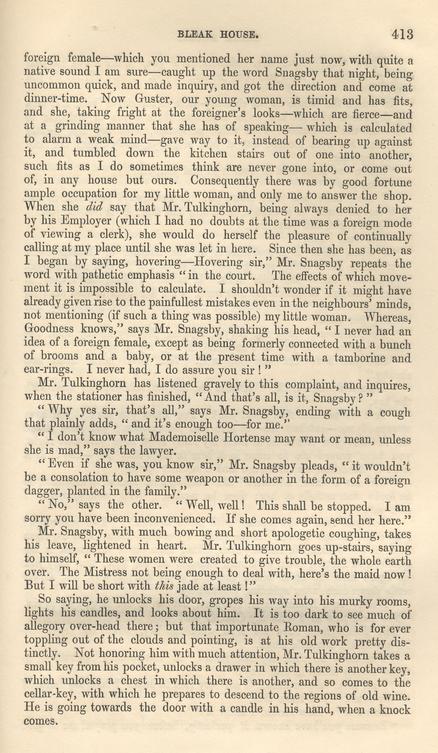 BLEAK HOUSE. 413
foreign female—which you mentioned her name just now, with quite a
native sound I am sure—caught up the word Snagsby that night, being
uncommon quick, and made inquiry, and got the direction and come at
dinner-time. Now Guster, our young woman, is timid and has fits,
and she, taking fright at the foreigner's looks—which are fierce—and
at a grinding manner that she has of speaking— which is calculated
to alarm a weak mind—gave way to it, instead of bearing up against
it, and tumbled down the kitchen stairs out of one into another,
such fits as I do sometimes think are never gone into, or come out
of, in any house but ours. Consequently there was by good fortune
ample occupation for my little woman, and only me to answer the shop.
When she did say that Mr. Tulkinghorn, being always denied to her
by his Employer (which I had no doubts at the time was a foreign mode
of viewing a clerk), she would do herself the pleasure of continually
calling at my place until she was let in here. Since then she has been, as
I began by saying, hovering—Hovering sir," Mr. Snagsby repeats the
word with pathetic emphasis "in the court. The effects of which move-
ment it is impossible to calculate. I shouldn't wonder if it might have
already given rise to the painfullest mistakes even in the neighbours' minds,
not mentioning (if such a thing was possible) my little woman. Whereas,
Goodness knows," says Mr. Snagsby, shaking his head, "I never had an
idea of a foreign female, except as being formerly connected with a bunch
of brooms and a baby, or at the present time with a tamborine and
ear-rings. I never had, I do assure you sir!"
Mr. Tulkinghorn has listened gravely to this complaint, and inquires,
when the stationer has finished, "And that's all, is it, Snagsby?"
"Why yes sir, that's all," says Mr. Snagsby, ending with a cough
that plainly adds, "and it's enough too—for me."
"I don't know what Mademoiselle Hortense may want or mean, unless
she is mad," says the lawyer.
"Even if she was, you know sir," Mr. Snagsby pleads, "it wouldn't
be a consolation to have some weapon or another in the form of a foreign
dagger, planted in the family."
"No," says the other. "Well, well! This shall be stopped. I am
sorry you have been inconvenienced. If she comes again, send her here."
Mr. Snagsby, with much bowing and short apologetic coughing, takes
his leave, lightened in heart. Mr. Tulkinghorn goes up-stairs, saying
to himself, "These women were created to give trouble, the whole earth
over. The Mistress not being enough to deal with, here's the maid now!
But I will be short with this jade at least!"
So saying, he unlocks his door, gropes his way into his murky rooms,
lights his candles, and looks about him. It is too dark to see much of
allegory over-head there; but that importunate Roman, who is for ever
toppling out of the clouds and pointing, is at his old work pretty dis-
tinctly. Not honoring him with much attention, Mr. Tulkinghorn takes a
small key from his pocket, unlocks a drawer in which there is another key,
which unlocks a chest in which there is another, and so comes to the
cellar-key, with which he prepares to descend to the regions of old wine.
He is going towards the door with a candle in his hand, when a knock
comes.